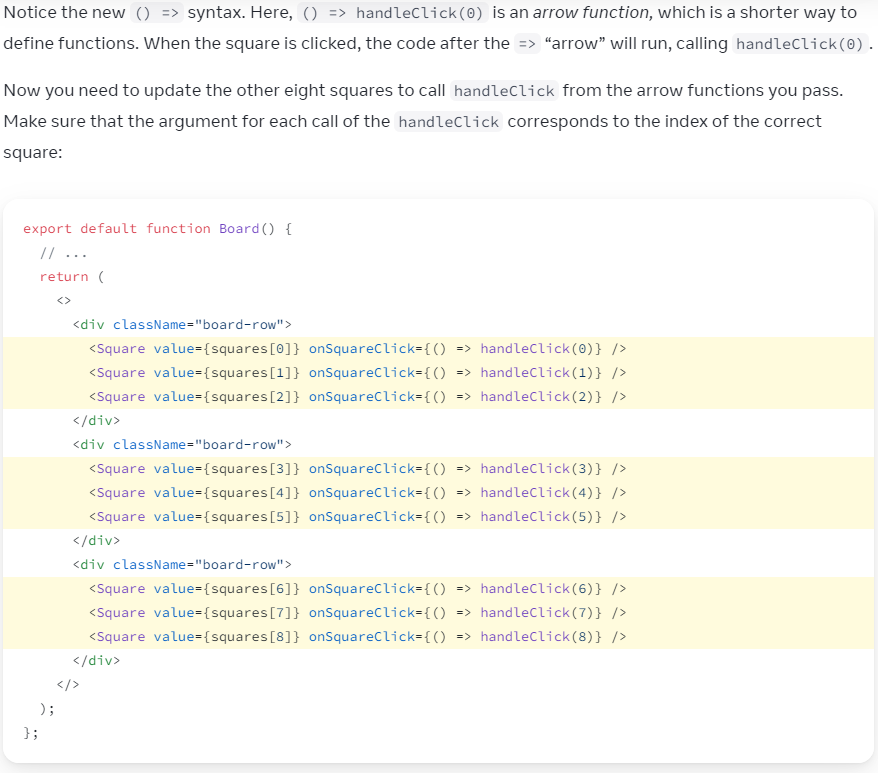 Notice the new () => syntax. Here, () => handleClick(0) is an arrow function, which is a shorter way to
define functions. When the square is clicked, the code after the => “arrow” will run, calling handleClick(0) .
Now you need to update the other eight squares to call handleClick from the arrow functions you pass.
Make sure that the argument for each call of the handleClick corresponds to the index of the correct
square:
export default function Board() {
  // ...
  return (
    <>
      <div className="board-row">
        <Square value={squares[0]} onSquareClick={() => handleClick(0)} />
        <Square value={squares[1]} onSquareClick={() => handleClick(1)} />
        <Square value={squares[2]} onSquareClick={() => handleClick(2)} />
      </div>
      <div className="board-row">
        <Square value={squares[3]} onSquareClick={() => handleClick(3)} />
        <Square value={squares[4]} onSquareClick={() => handleClick(4)} />
        <Square value={squares[5]} onSquareClick={() => handleClick(5)} />
      </div>
      <div className="board-row">
        <Square value={squares[6]} onSquareClick={() => handleClick(6)} />
        <Square value={squares[7]} onSquareClick={() => handleClick(7)} />
        <Square value={squares[8]} onSquareClick={() => handleClick(8)} />
      </div>
    </>
  );
};